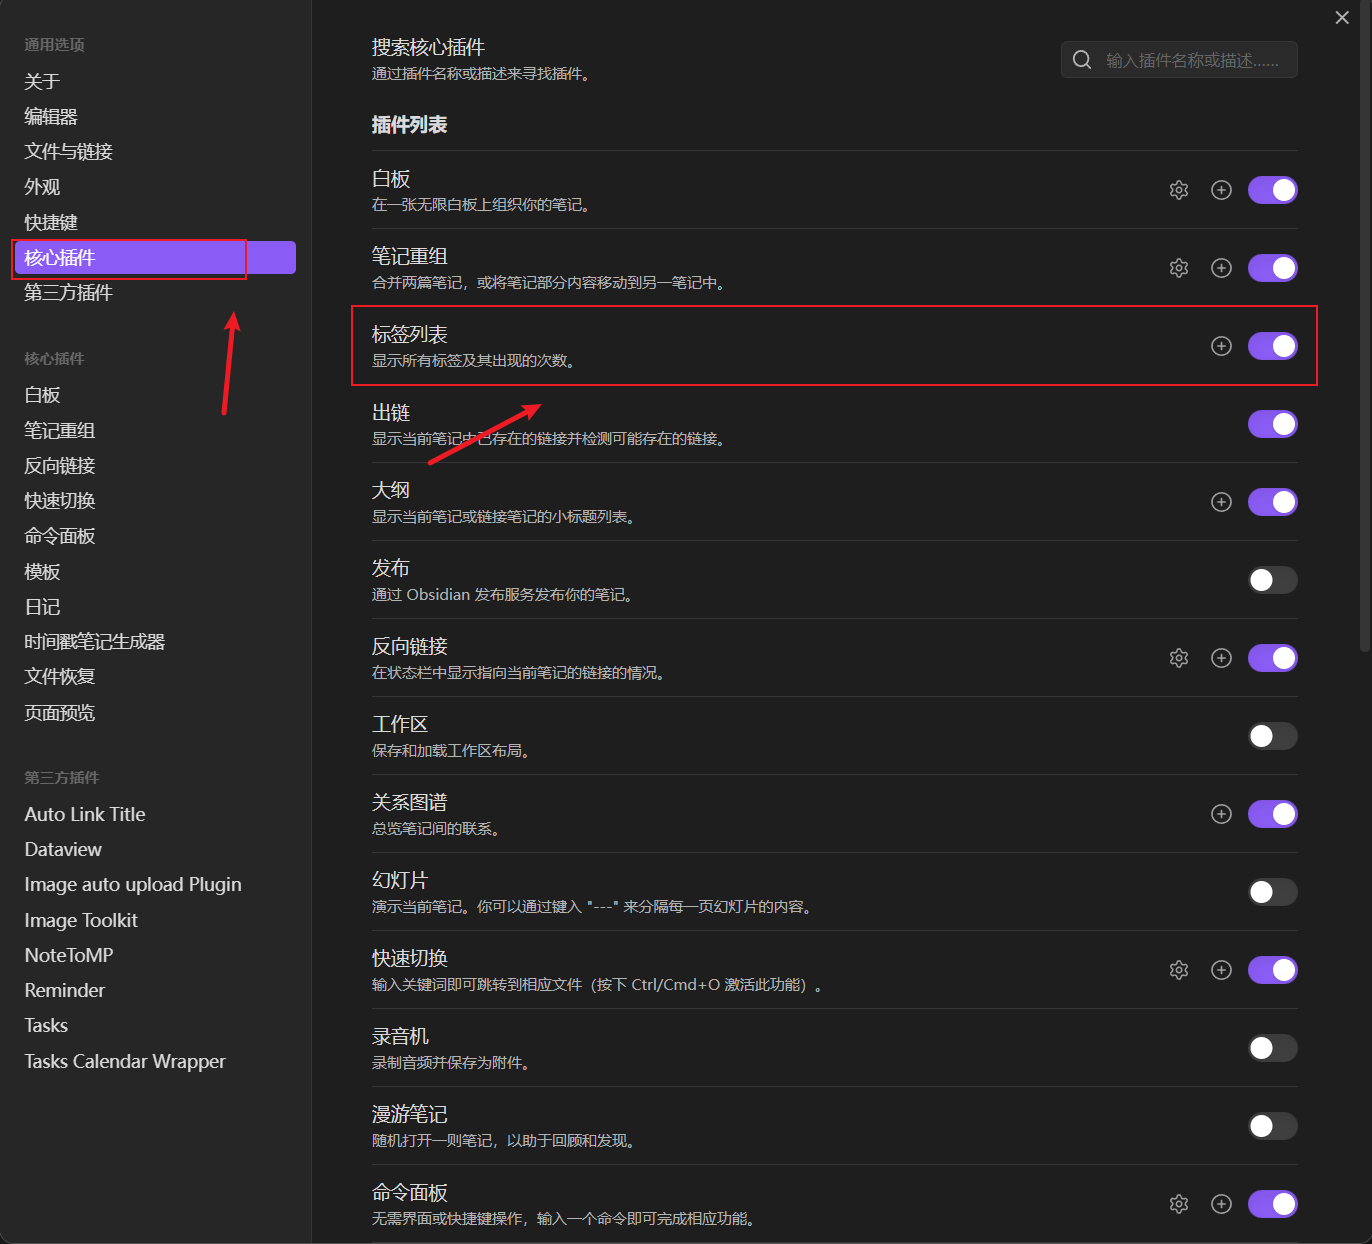 通用选项
关于
编辑器
文件与链接
外观
快捷键
核心插件
第三方插件
核心插件
白板
笔记重组
反向链接
快速切换
命令面板
模板
日记
时间戳笔记生成器
文件恢复
页面预览
第三方插件
Auto Link Title
Dataview
Image auto upload Plugin
Image Toolkit
NoteToMP
Reminder
Tasks
Tasks Calendar Wrapper
搜索核心插件
通过插件名称或描述来寻找插件。
输入插件名称或描述......
插件列表
白板
在一张无限白板上组织你的笔记。
笔记重组
合并两篇笔记，或将笔记部分内容移动到另一笔记中。
标签列表
显示所有标签及其出现的次数。
出链
显示当前笔记中已存在的链接并检测可能存在的链接。
大纲
显示当前笔记或链接笔记的小标题列表。
发布
通过 Obsidian 发布服务发布你的笔记。
反向链接
在状态栏中显示指向当前笔记的链接的情况。
工作区
保存和加载工作区布局。
关系图谱
总览笔记间的联系。
幻灯片
演示当前笔记。你可以通过键入 "---" 来分隔每一页幻灯片的内容。
快速切换
输入关键词即可跳转到相应文件（按下 Ctrl/Cmd+O 激活此功能）。
录音机
录制音频并保存为附件。
漫游笔记
随机打开一则笔记，以助于回顾和发现。
命令面板
无需界面或快捷键操作，输入一个命令即可完成相应功能。